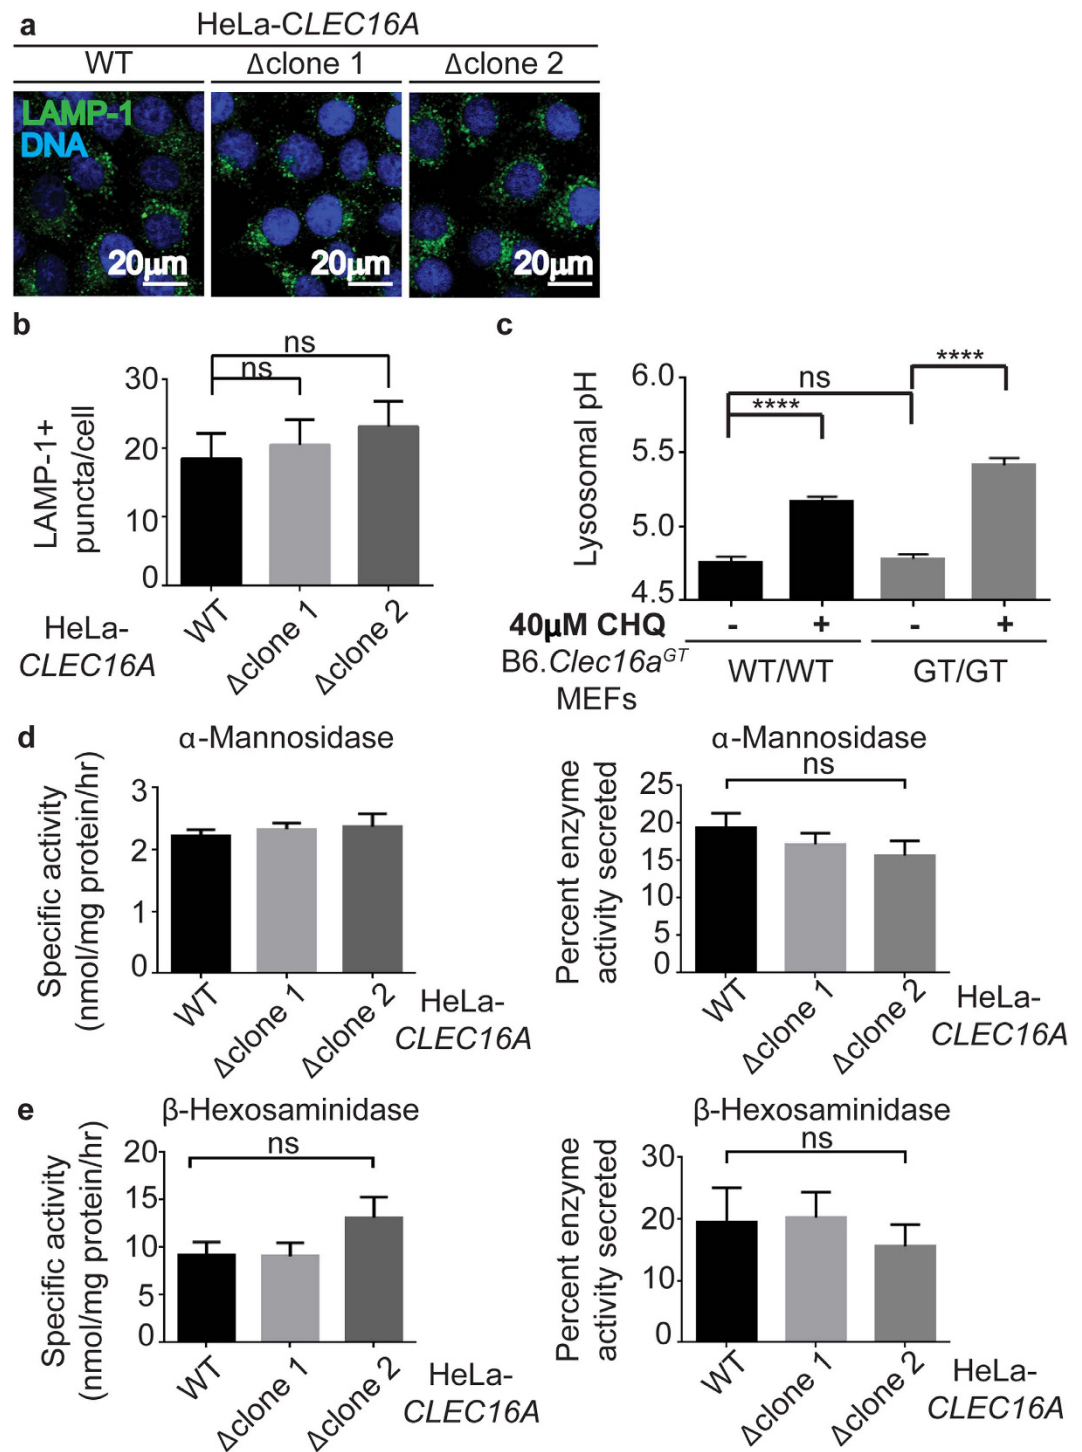 a
HeLa-CLEC16A
WT Δclone 1 Δclone 2
LAMP-1
DNA
20μm 20μm 20μm
b
ns
ns
30
20
10
0
LAMP-1+
puncta/cell
WT Δclone 1 Δclone 2
HeLa-
CLEC16A
c
****
ns
****
6.0
5.5
5.0
4.5
Lysosomal pH
40μM CHQ - + - +
B6.Clec16a^GT
MEFs
WT/WT GT/GT
d
α-Mannosidase
3
2
1
0
Specific activity
(nmol/mg protein/hr)
WT Δclone 1 Δclone 2
HeLa-
CLEC16A
α-Mannosidase
ns
25
20
15
10
5
0
Percent enzyme
activity secreted
WT Δclone 1 Δclone 2
HeLa-
CLEC16A
e
β-Hexosaminidase
ns
20
15
10
5
0
Specific activity
(nmol/mg protein/hr)
WT Δclone 1 Δclone 2
HeLa-
CLEC16A
β-Hexosaminidase
ns
30
20
10
0
Percent enzyme
activity secreted
WT Δclone 1 Δclone 2
HeLa-
CLEC16A